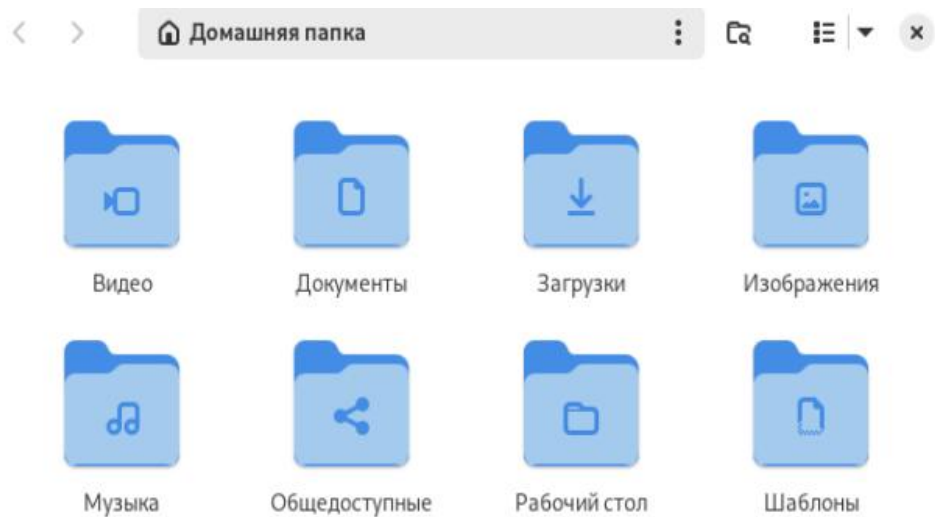 Домашняя папка
Видео
Документы
Загрузки
Изображения
Музыка
Общедоступные
Рабочий стол
Шаблоны